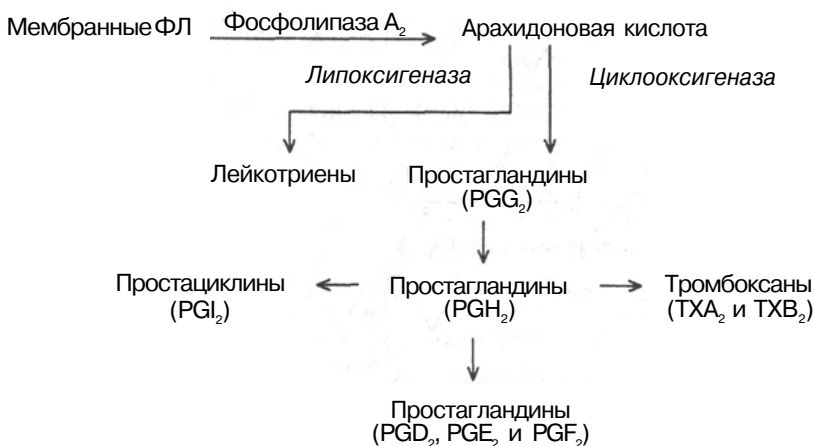 Мембранные ФЛ Фосфолипаза A₂ Арахидоновая кислота
Липоксигеназа Циклооксигеназа
Лейкотриены Простагландины
(PGG₂)
Простациклины Простагландины Тромбоксаны
(PGI₂) (PGH₂) (TXA₂ и TXB₂)
Простагландины
(PGD₂, PGE₂ и PGF₂)